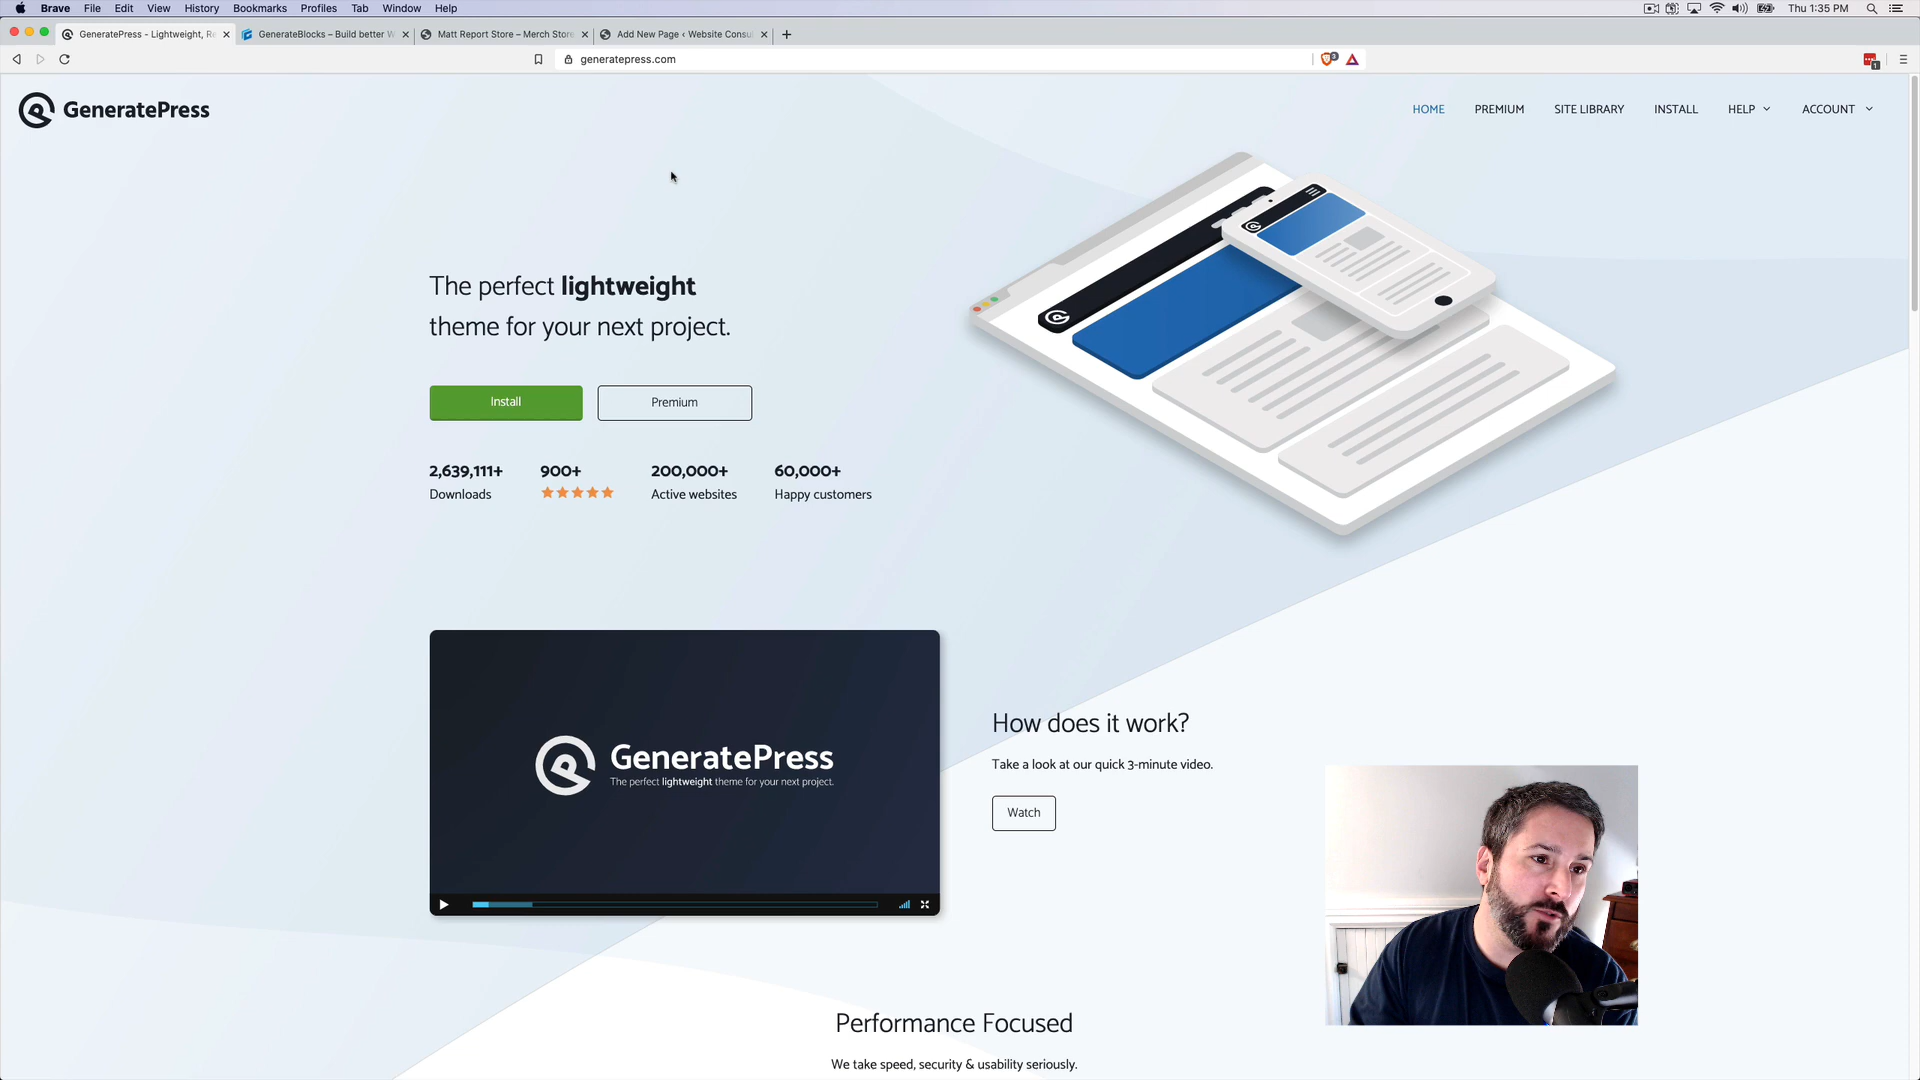 Brave File Edit View History Bookmarks Profiles Tab Window Help Thu 1:35 PM
GeneratePress - Lightweight, Re
GenerateBlocks – Build better W
Matt Report Store – Merch Store
Add New Page ‹ Website Consul
generatepress.com
GeneratePress
HOME PREMIUM SITE LIBRARY INSTALL HELP ACCOUNT
The perfect lightweight
theme for your next project.
Install Premium
2,639,111+ 900+ 200,000+ 60,000+
Downloads Active websites Happy customers
GeneratePress
The perfect lightweight theme for your next project.
How does it work?
Take a look at our quick 3-minute video.
Watch
Performance Focused
We take speed, security & usability seriously.